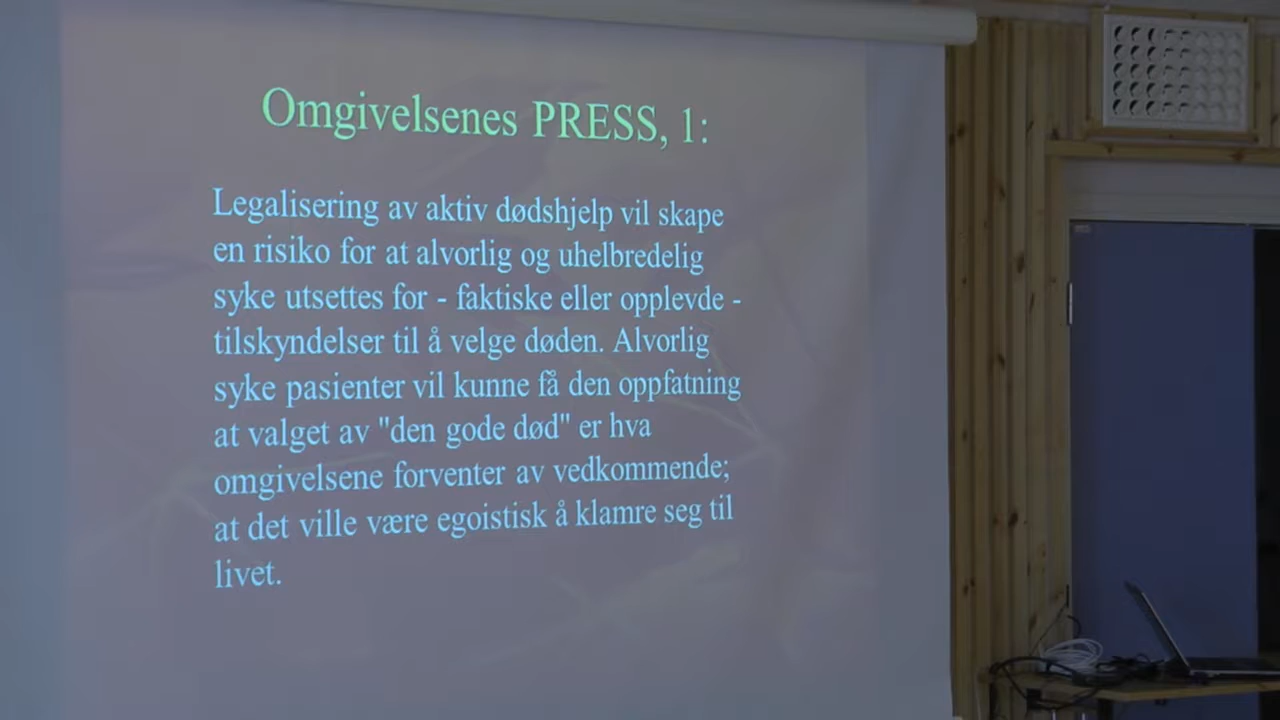 Omgivelsenes PRESS, 1:
Legalisering av aktiv dødshjelp vil skape
en risiko for at alvorlig og uhelbredelig
syke utsettes for - faktiske eller opplevde -
tilskyndelser til å velge døden. Alvorlig
syke pasienter vil kunne få den oppfatning
at valget av "den gode død" er hva
omgivelsene forventer av vedkommende;
at det ville være egoistisk å klamre seg til
livet.